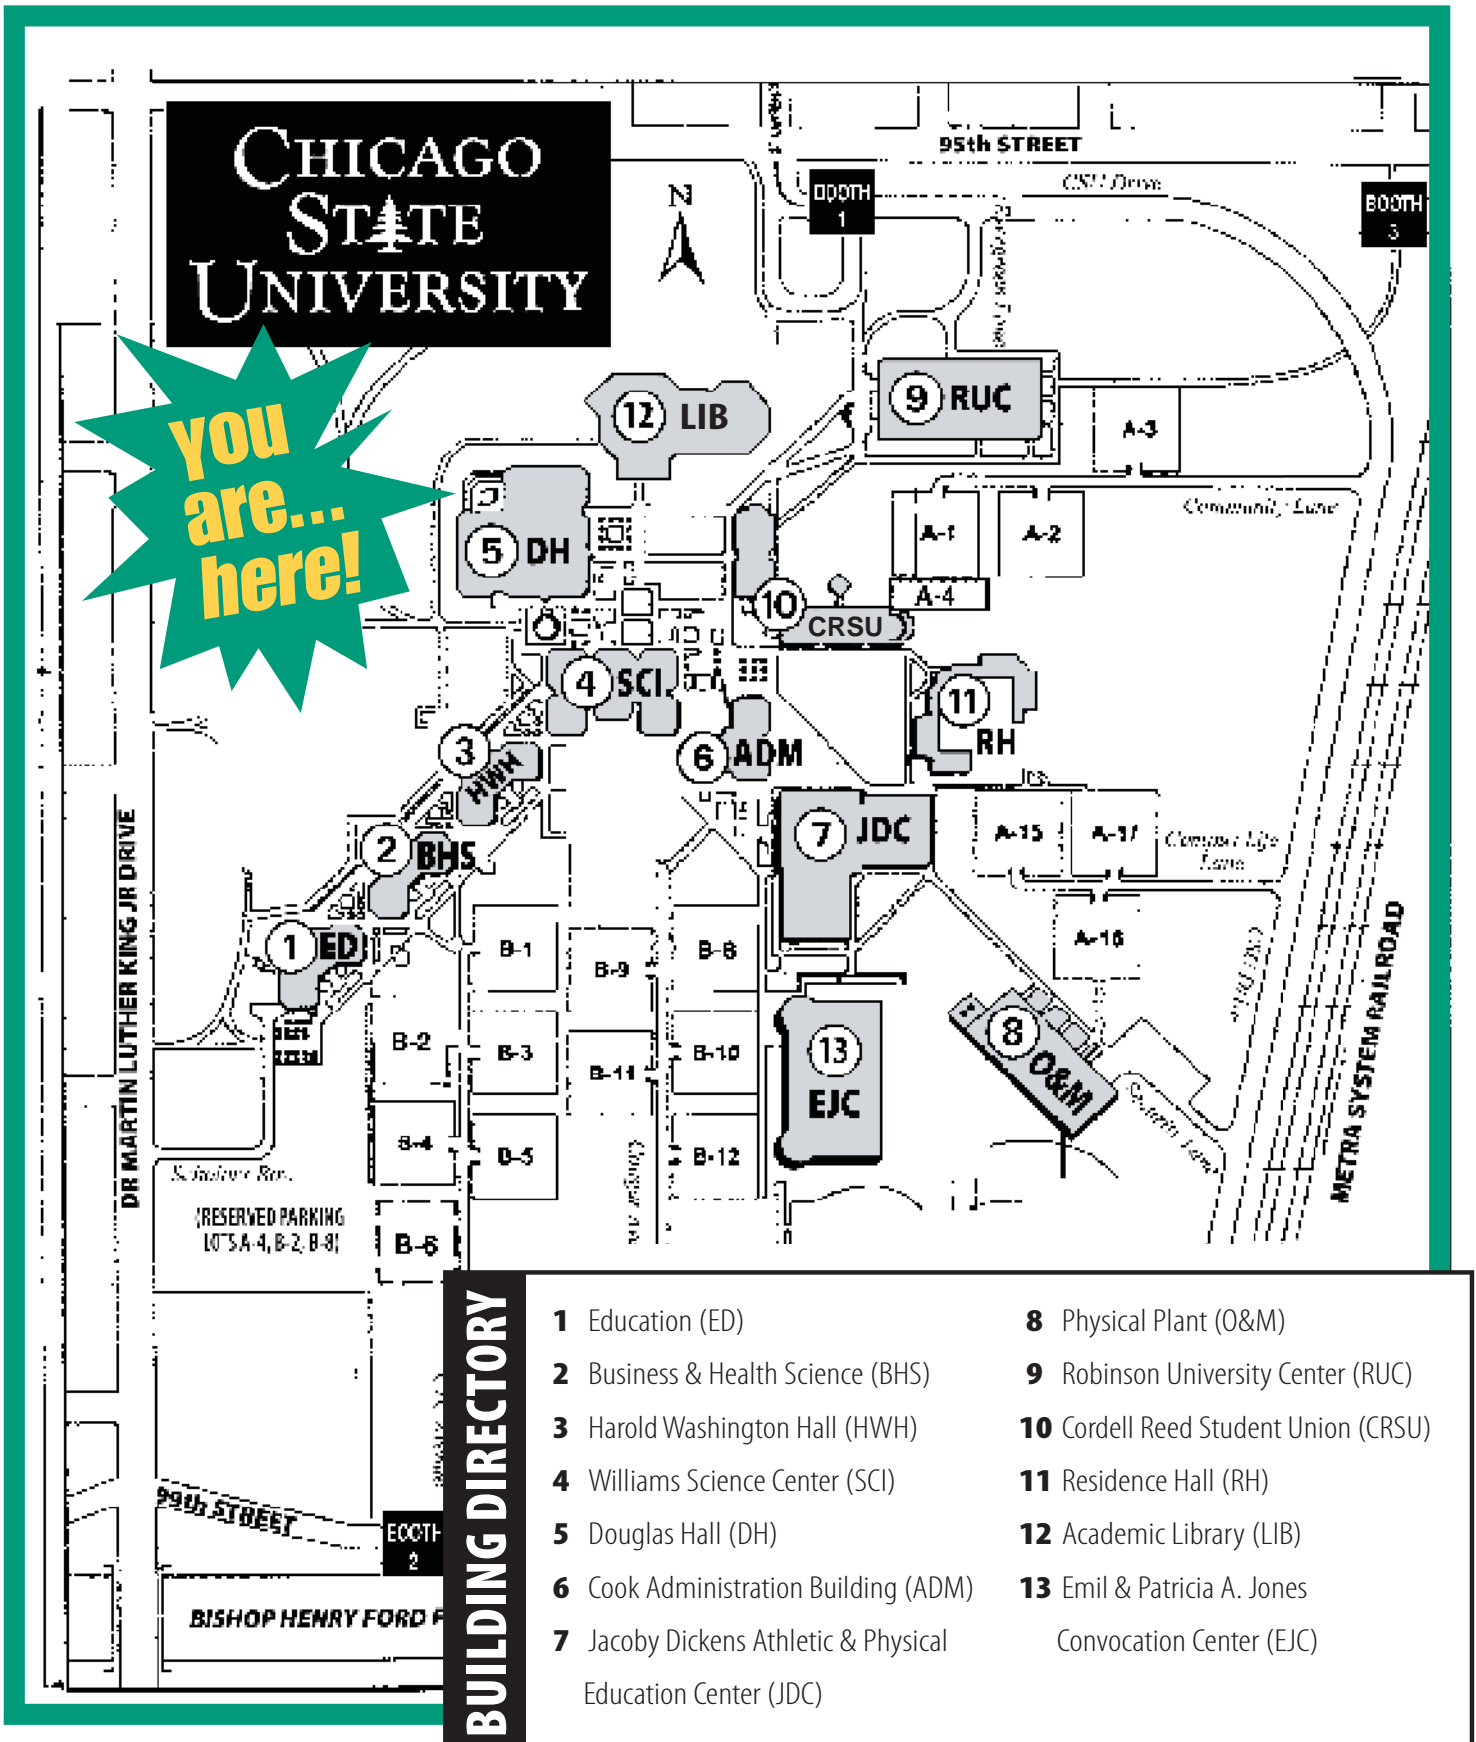 CHICAGO
STATE
UNIVERSITY
N
95th STREET
CSU Drive
BOOTH
1
BOOTH
3
you
are...
here!
12 LIB
9 RUC
A-3
Community Lane
5 DH
A-1
A-2
A-4
10
CRSU
4 SCI.
11
RH
3
HWH
6 ADM
2
BHS
7 JDC
A-15
A-17
Lane
1 ED
B-1
B-9
A-16
B-2
B-3
B-10
B-11
13
EJC
8
O&M
B-4
B-5
B-12
B-6
DR MARTIN LUTHER KING JR DRIVE
METRA SYSTEM RAILROAD
(RESERVED PARKING
LOTS A-4, B-2, B-8)
99th STREET
BOOTH
2
BISHOP HENRY FORD F
BUILDING DIRECTORY
1 Education (ED)
2 Business & Health Science (BHS)
3 Harold Washington Hall (HWH)
4 Williams Science Center (SCI)
5 Douglas Hall (DH)
6 Cook Administration Building (ADM)
7 Jacoby Dickens Athletic & Physical
Education Center (JDC)
8 Physical Plant (O&M)
9 Robinson University Center (RUC)
10 Cordell Reed Student Union (CRSU)
11 Residence Hall (RH)
12 Academic Library (LIB)
13 Emil & Patricia A. Jones
Convocation Center (EJC)